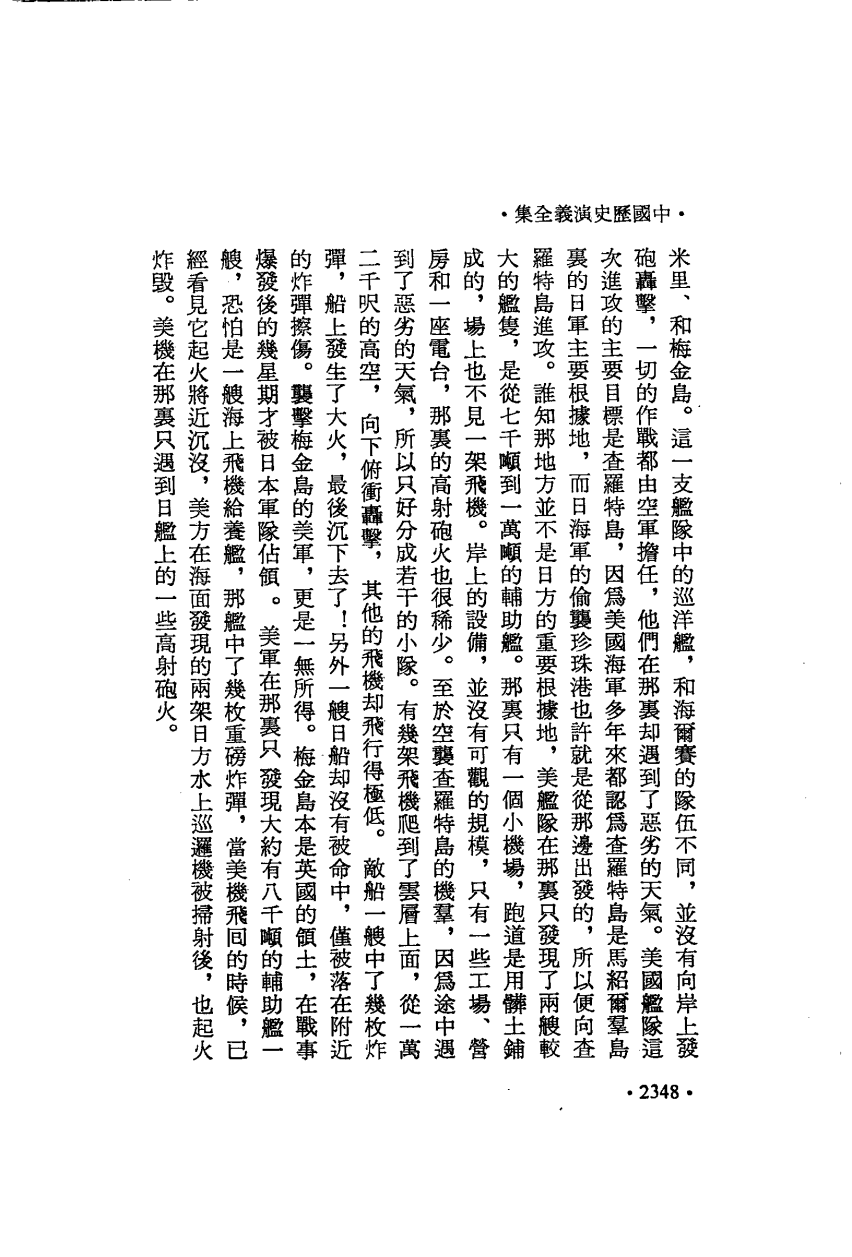 •中國歷史演義全集•
米里、和梅金島。這一支艦隊中的巡洋艦，和海爾賽的隊伍不同，並沒有向岸上發
砲轟擊，一切的作戰都由空軍擔任，他們在那裏却遇到了惡劣的天氣。美國艦隊這
次進攻的主要目標是查羅特島，因爲美國海軍多年來都認爲查羅特島是馬紹爾羣島
裏的日軍主要根據地，而日海軍的偷襲珍珠港也許就是從那邊出發的，所以便向查
羅特島進攻。誰知那地方並不是日方的重要根據地，美艦隊在那裏只發現了兩艘較
大的艦隻，是從七千噸到一萬噸的輔助艦。那裏只有一個小機場，跑道是用髒土鋪
成的，場上也不見一架飛機。岸上的設備，並沒有可觀的規模，只有一些工場、營
房和一座電台，那裏的高射砲火也很稀少。至於空襲查羅特島的機羣，因爲途中遇
到了惡劣的天氣，所以只好分成若干的小隊。有幾架飛機爬到了雲層上面，從一萬
二千呎的高空，向下俯衝轟擊，其他的飛機却飛行得極低。敵船一艘中了幾枚炸
彈，船上發生了大火，最後沉下去了！另外一艘日船却沒有被命中，僅被落在附近
的炸彈擦傷。襲擊梅金島的美軍，更是一無所得。梅金島本是英國的領土，在戰事
爆發後的幾星期才被日本軍隊佔領。美軍在那裏只發現大約有八千噸的輔助艦一
艘，恐怕是一艘海上飛機給養艦，那艦中了幾枚重磅炸彈，當美機飛回的時候，已
經看見它起火將近沉沒，美方在海面發現的兩架日方水上巡邏機被掃射後，也起火
炸毀。美機在那裏只遇到日艦上的一些高射砲火。
•2348•